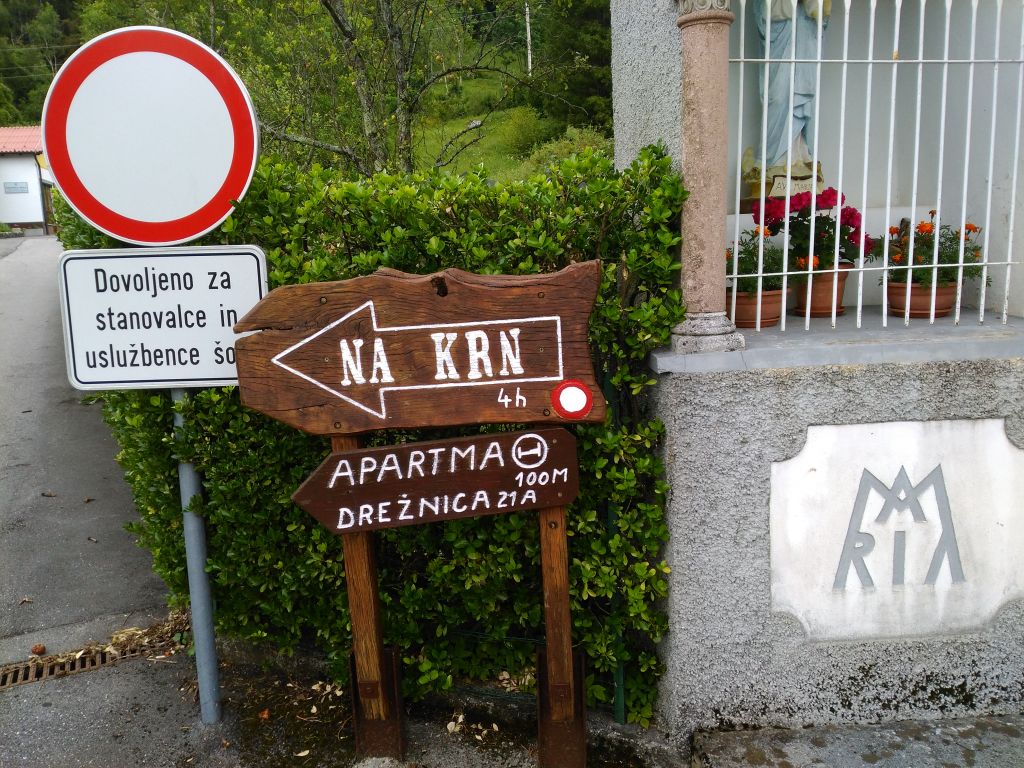 Dovoljeno za
stanovalce in
uslužbence šo
NA KRN
4h
APARTMA
100M
DREŽNICA 21A
MARIA